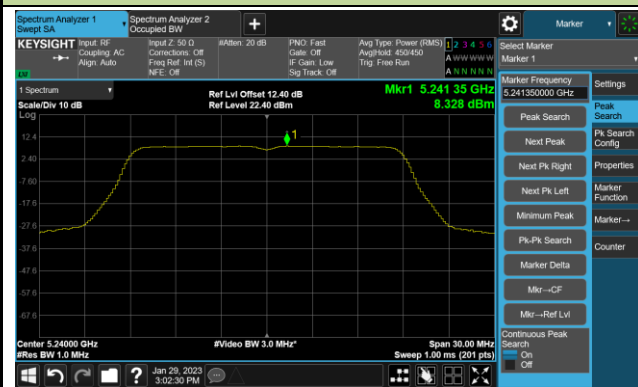 Spectrum Analyzer 1
Swept SA
Spectrum Analyzer 2
Occupied BW
+
Marker
KEYSIGHT
Input: RF
Coupling: AC
Align: Auto
Input Z: 50 Ω
Corrections: Off
Freq Ref: Int (S)
NFE: Off
#Atten: 20 dB
PNO: Fast
Gate: Off
IF Gain: Low
Sig Track: Off
Avg Type: Power (RMS)
Avg|Hold: 450/450
Trig: Free Run
1 2 3 4 5 6
A W W W W W
A N N N N N
LXI
Select Marker
Marker 1
1 Spectrum
Scale/Div 10 dB
Log
Ref Lvl Offset 12.40 dB
Ref Level 22.40 dBm
Mkr1 5.241 35 GHz
8.328 dBm
1
12.4
2.40
-7.60
-17.6
-27.6
-37.6
-47.6
-57.6
-67.6
Center 5.24000 GHz
#Res BW 1.0 MHz
#Video BW 3.0 MHz*
Span 30.00 MHz
Sweep 1.00 ms (201 pts)
Marker Frequency
5.241350000 GHz
Peak Search
Next Peak
Next Pk Right
Next Pk Left
Minimum Peak
Pk-Pk Search
Marker Delta
Mkr→CF
Mkr→Ref Lvl
Continuous Peak
Search
On
Off
Settings
Peak
Search
Pk Search
Config
Properties
Marker
Function
Marker→
Counter
?
Jan 29, 2023
3:02:30 PM